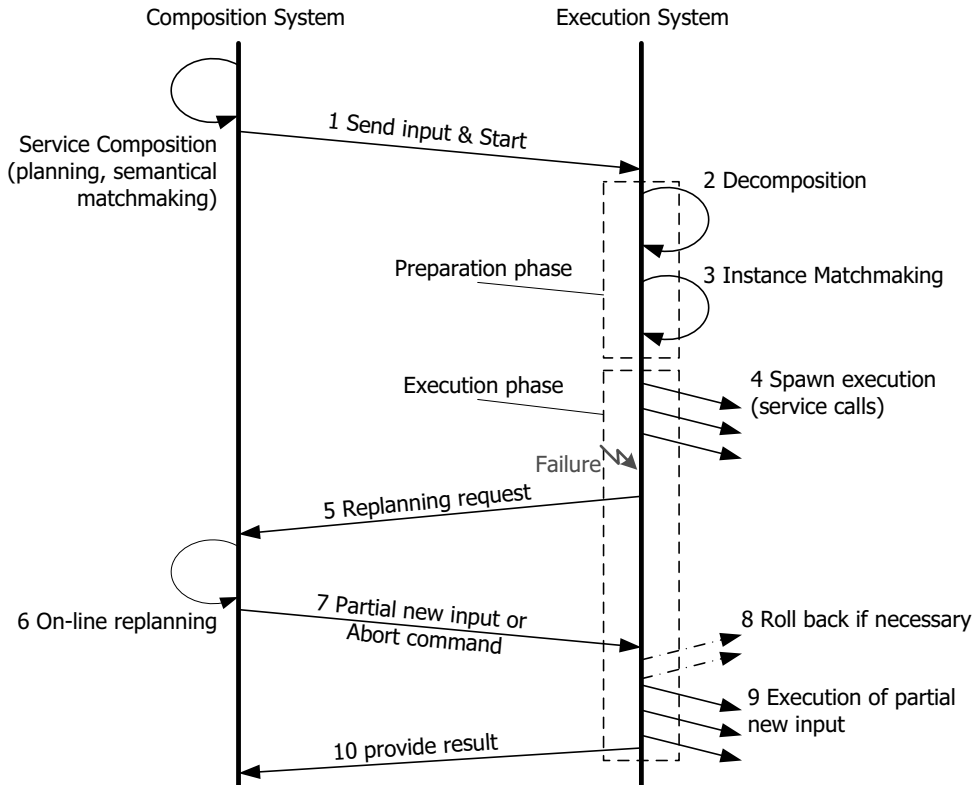 Composition System
Execution System
1 Send input & Start
Service Composition
(planning, semantical
matchmaking)
2 Decomposition
Preparation phase
3 Instance Matchmaking
Execution phase
4 Spawn execution
(service calls)
Failure
5 Replanning request
6 On-line replanning
7 Partial new input or
Abort command
8 Roll back if necessary
9 Execution of partial
new input
10 provide result